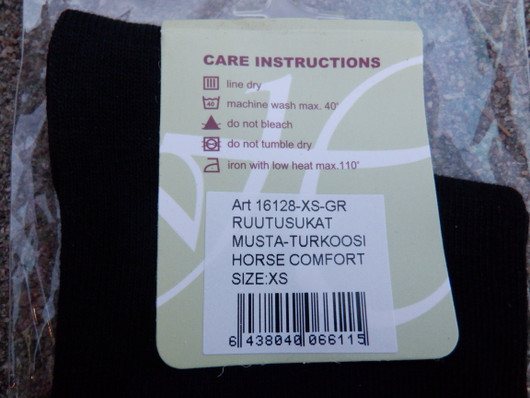 CARE INSTRUCTIONS
line dry
40 machine wash max. 40°
do not bleach
do not tumble dry
iron with low heat max.110°
Art 16128-XS-GR
RUUTUSUKAT
MUSTA-TURKOOSI
HORSE COMFORT
SIZE:XS
6 438040 066115